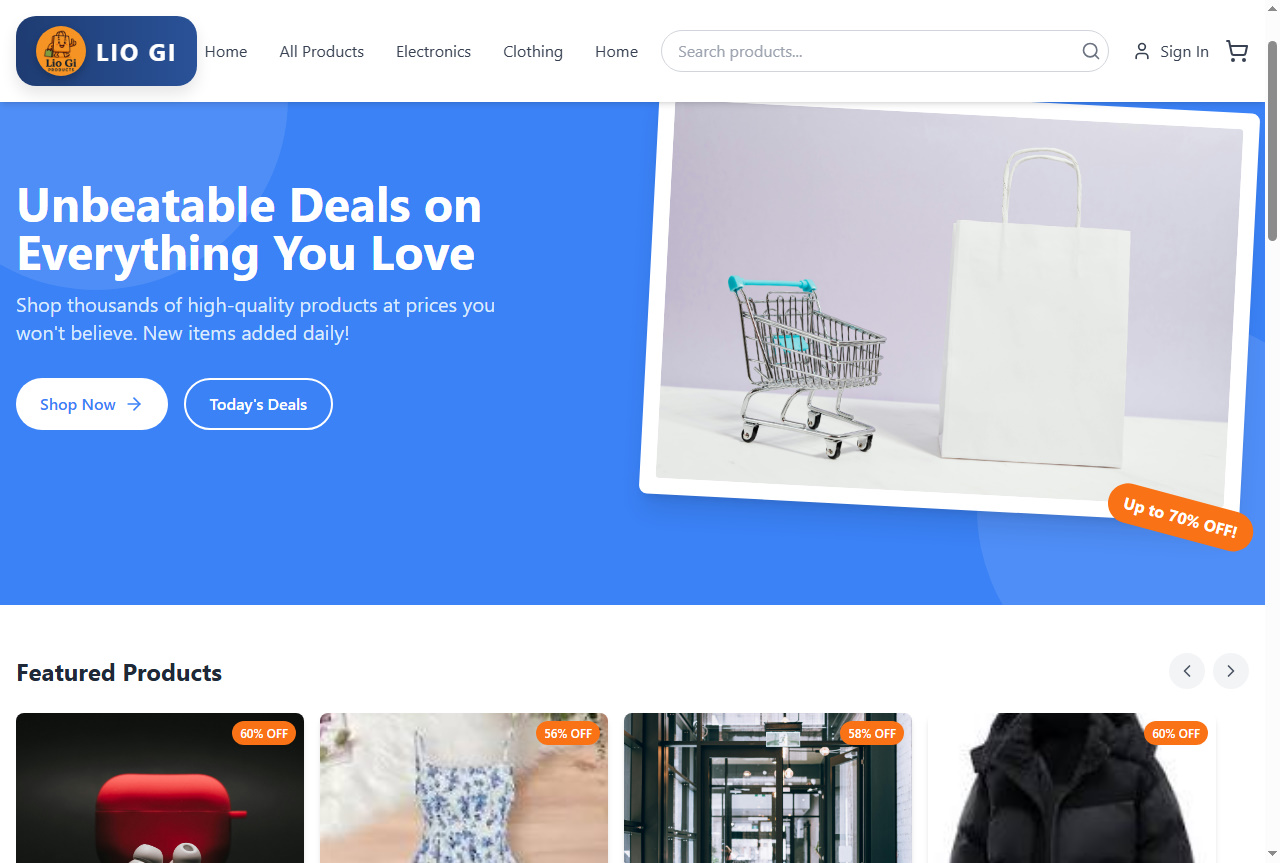 Lio Gi
PRODUCTS
LIO GI
Home
All Products
Electronics
Clothing
Home
Search products...
Sign In
Unbeatable Deals on
Everything You Love
Shop thousands of high-quality products at prices you
won't believe. New items added daily!
Shop Now
Today's Deals
Up to 70% OFF!
Featured Products
60% OFF
56% OFF
58% OFF
60% OFF